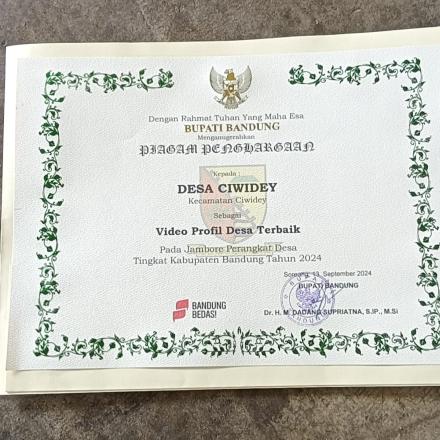 Dengan Rahmat Tuhan Yang Maha Esa
BUPATI BANDUNG
Menganugerahkan
PIAGAM PENGHARGAAN
Kepada :
DESA CIWIDEY
Kecamatan Ciwidey
Sebagai
Video Profil Desa Terbaik
Pada Jambore Perangkat Desa
Tingkat Kabupaten Bandung Tahun 2024
Soreang, 13, September 2024
BUPATI BANDUNG
BANDUNG
BEDAS!
Dr. H. M. DADANG SUPRIATNA, S.IP., M.Si